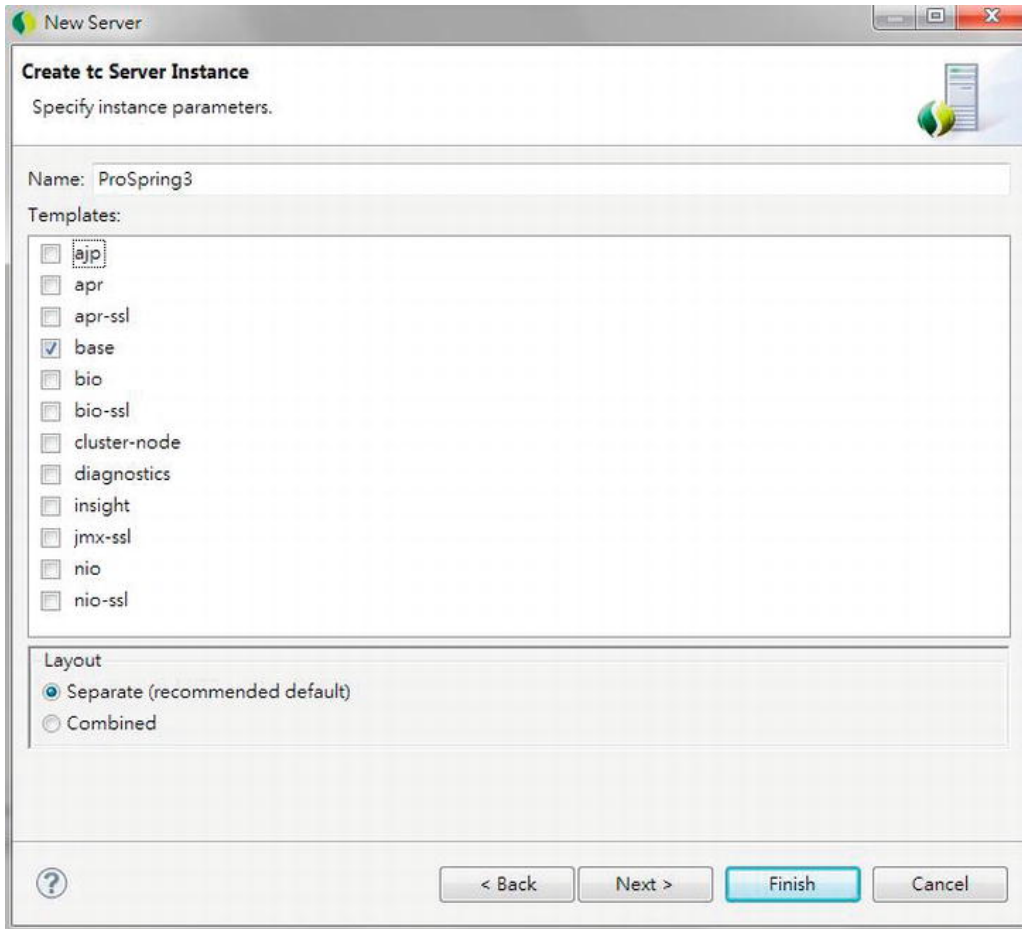 New Server
Create tc Server Instance
Specify instance parameters.
Name: ProSpring3
Templates:
ajp
apr
apr-ssl
base
bio
bio-ssl
cluster-node
diagnostics
insight
jmx-ssl
nio
nio-ssl
Layout
Separate (recommended default)
Combined
? < Back Next > Finish Cancel